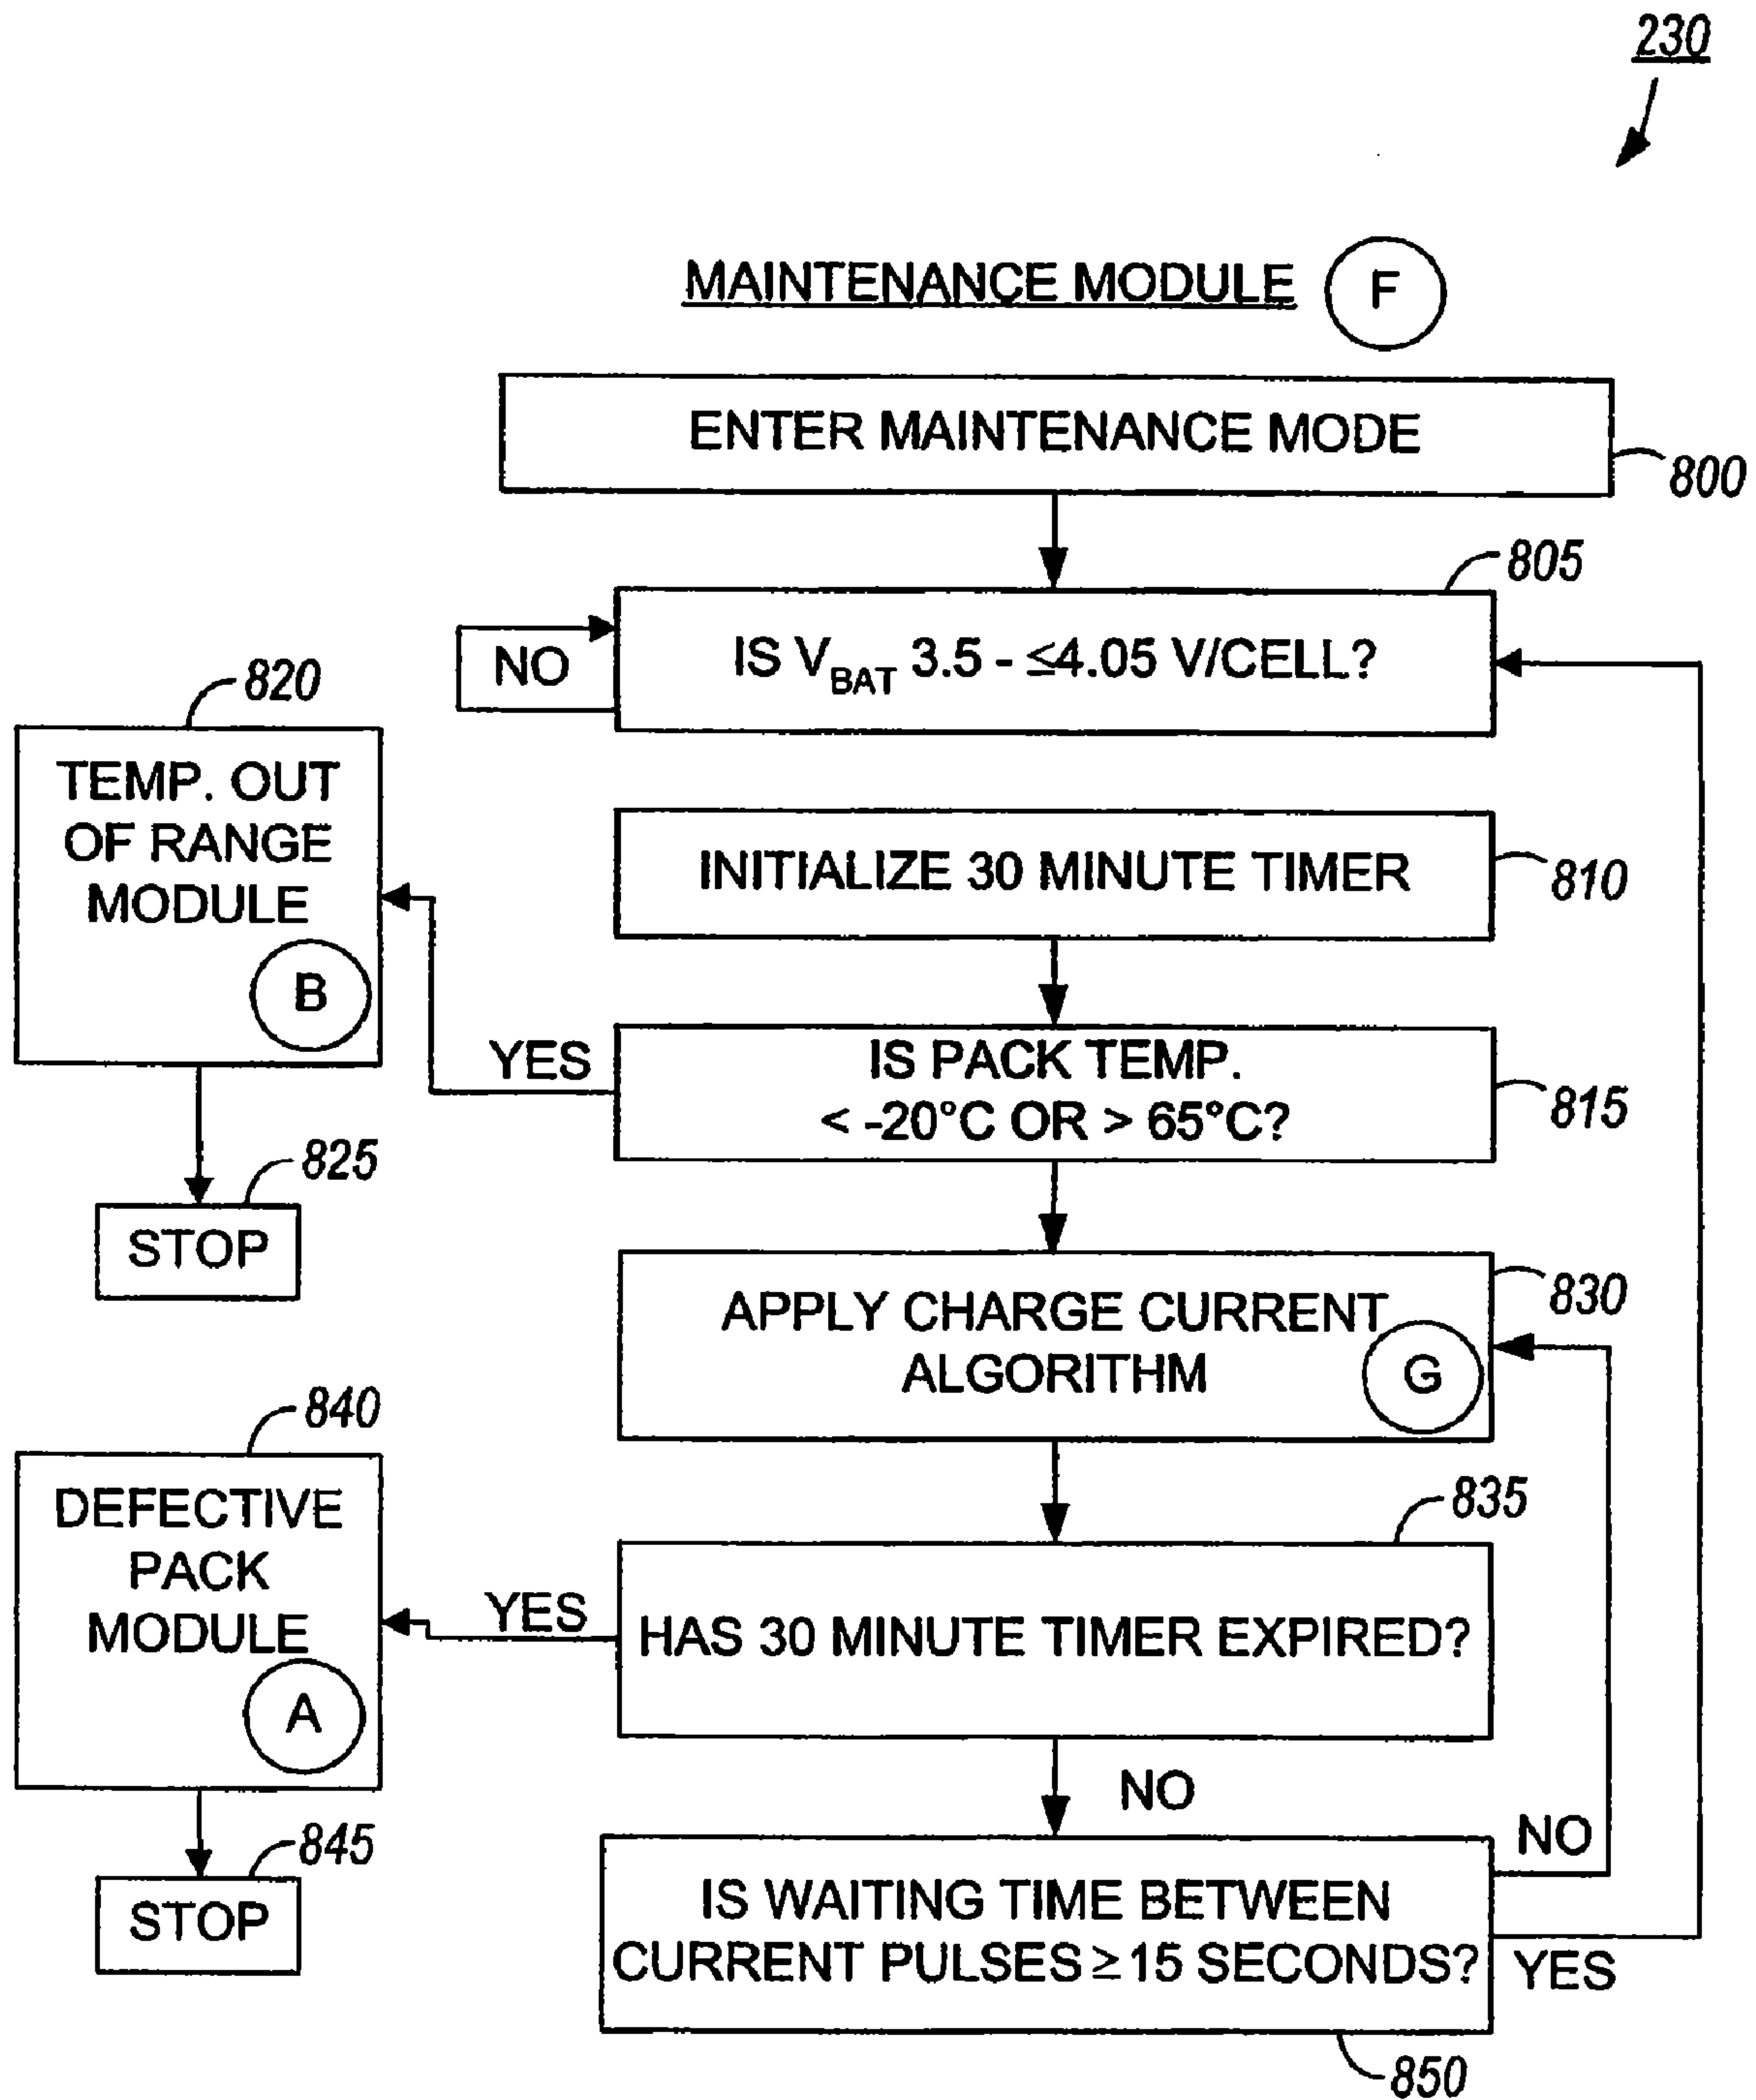 230
MAINTENANCE MODULE F
ENTER MAINTENANCE MODE
800
805
IS VBAT 3.5 - ≤4.05 V/CELL?
NO
820
TEMP. OUT
OF RANGE
MODULE
B
INITIALIZE 30 MINUTE TIMER
810
YES
IS PACK TEMP.
< -20°C OR > 65°C?
815
825
STOP
APPLY CHARGE CURRENT
ALGORITHM
G
830
840
DEFECTIVE
PACK
MODULE
A
YES
835
HAS 30 MINUTE TIMER EXPIRED?
NO
845
STOP
IS WAITING TIME BETWEEN
CURRENT PULSES ≥ 15 SECONDS?
NO
YES
850